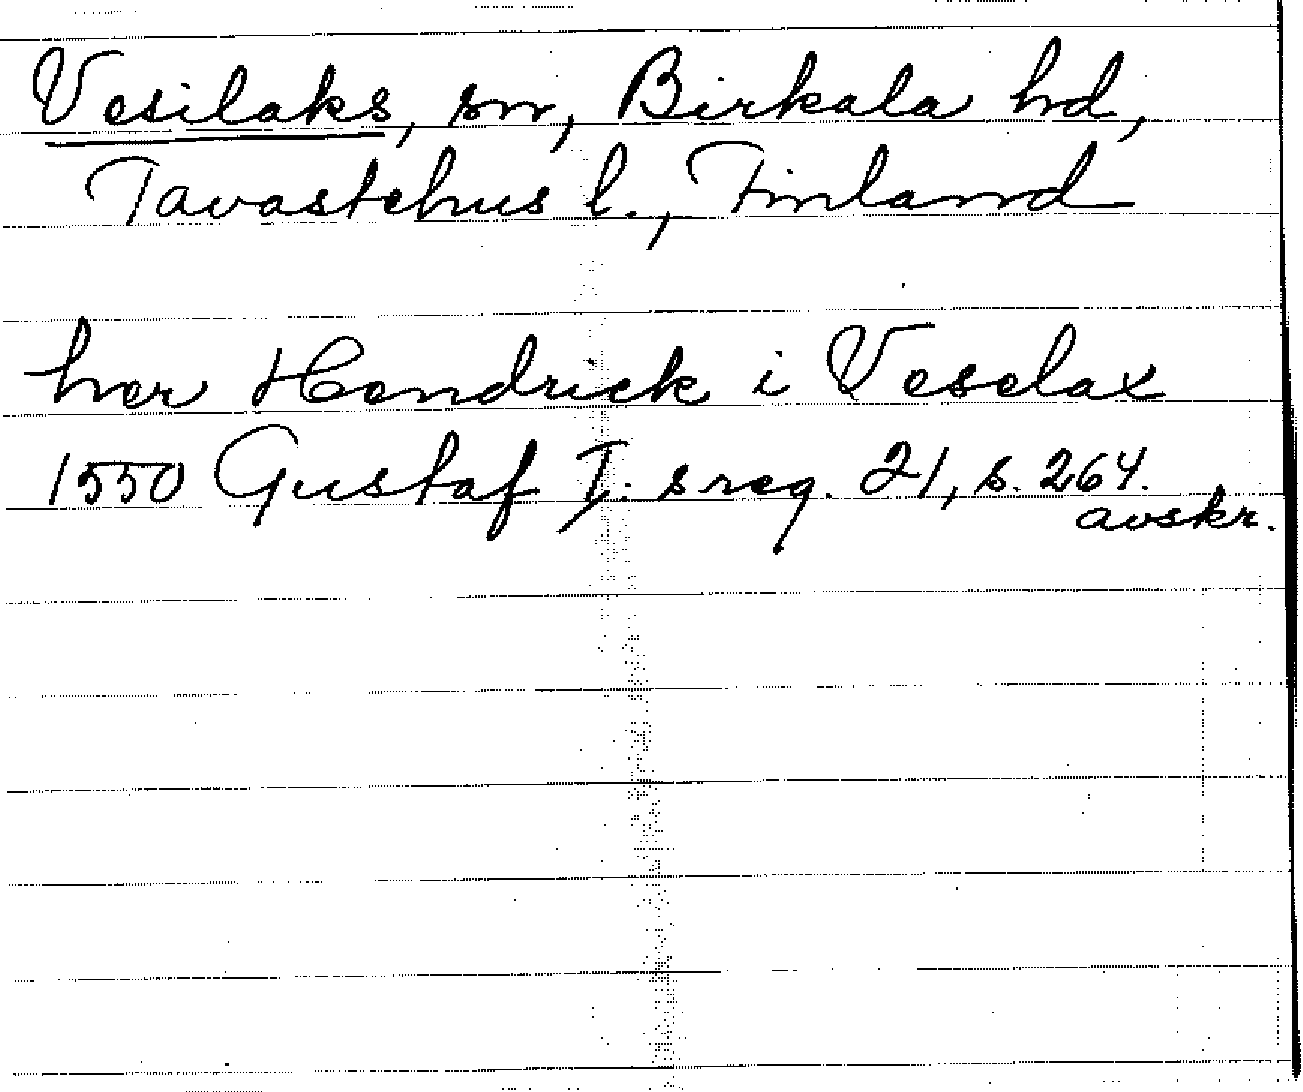 Vesilaks, sn, Birkala hd,
Tavastehus l., Finland
her Hendrick i Veselax
1550 Gustaf I:s reg. 21, s. 264.
avskr.